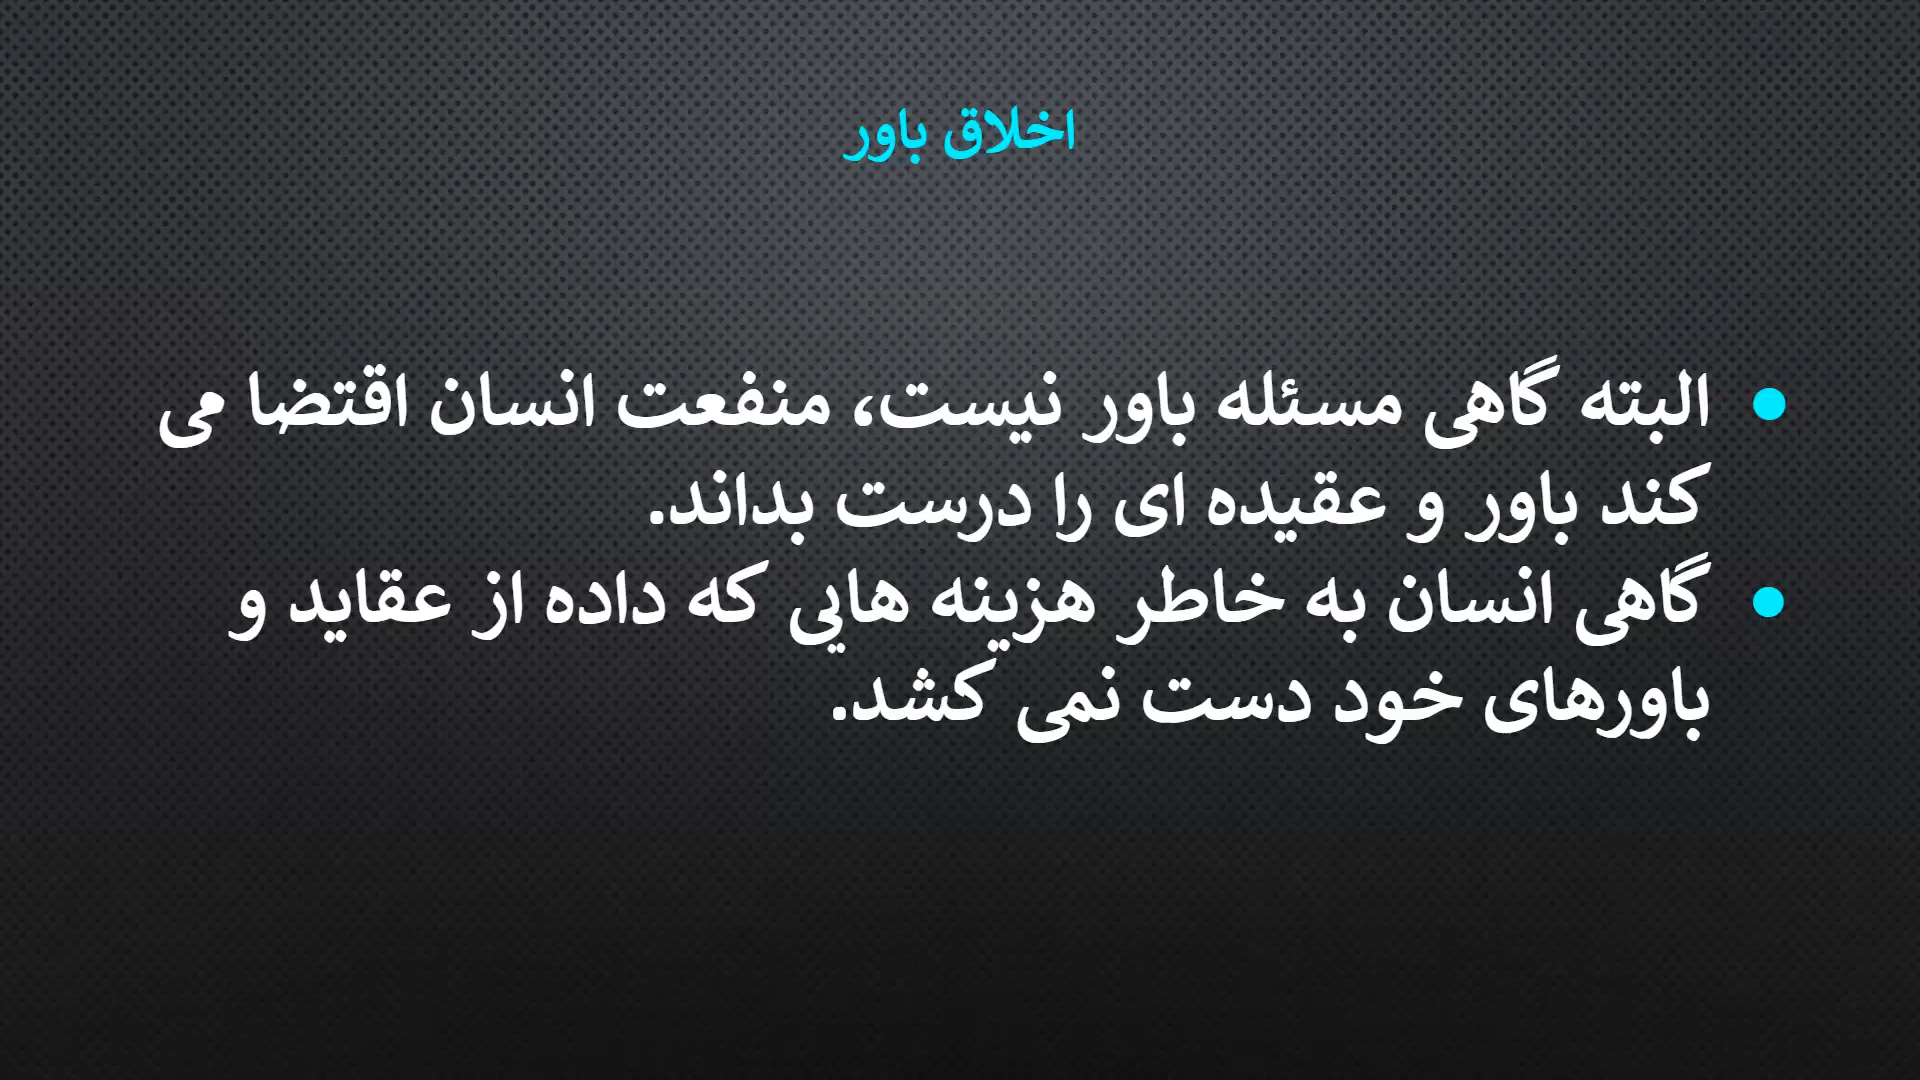 اخلاق باور
• البته گاهی مسئله باور نیست، منفعت انسان اقتضا می
کند باور و عقیده ای را درست بداند.
• گاهی انسان به خاطر هزینه هایی که داده از عقاید و
باورهای خود دست نمی کشد.